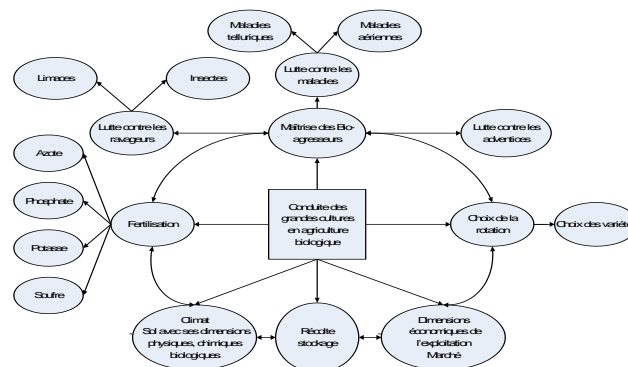 Maladies
telluriques
Maladies
aériennes
Limaces
Insectes
Lutte contre les
maladies
Lutte contre les
ravageurs
Maîtrise des Bio-
agresseurs
Lutte contre les
adventices
Azote
Phosphate
Potasse
Soufre
Fertilisation
Conduite des
grandes cultures
en agriculture
biologique
Choix de la
rotation
Choix des variété
Climat
Sol avec ses dimensions
physiques, chimiques
biologiques
Récolte
stockage
Dimensions
économiques de
l'exploitation
Marché